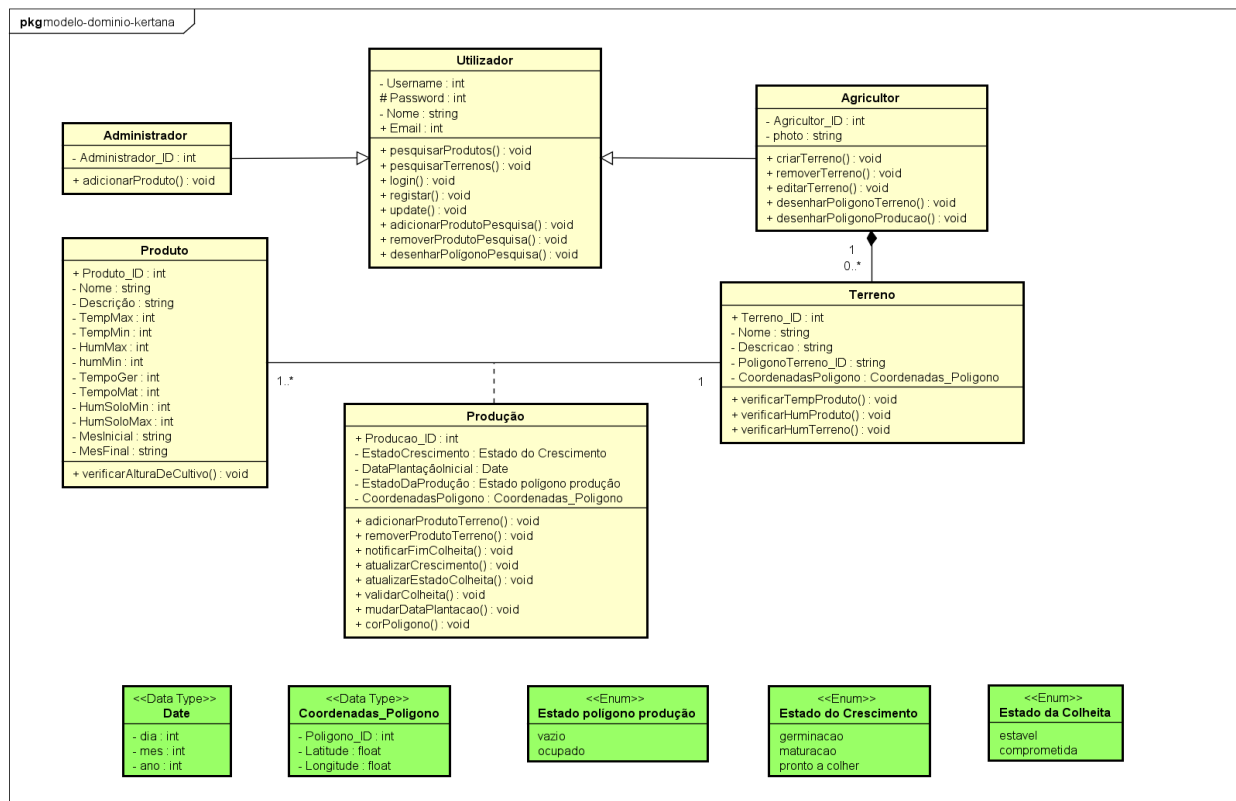 pkg modelo-dominio-kertana
Utilizador
- Username : int
# Password : int
- Nome : string
+ Email : int
+ pesquisarProdutos() : void
+ pesquisarTerrenos() : void
+ login() : void
+ registar() : void
+ update() : void
+ adicionarProdutoPesquisa() : void
+ removerProdutoPesquisa() : void
+ desenharPolígonoPesquisa() : void
Agricultor
- Agricultor_ID : int
- photo : string
+ criarTerreno() : void
+ removerTerreno() : void
+ editarTerreno() : void
+ desenharPoligonoTerreno() : void
+ desenharPoligonoProducao() : void
Administrador
- Administrador_ID : int
+ adicionarProduto() : void
1
0..*
Produto
+ Produto_ID : int
- Nome : string
- Descrição : string
- TempMax : int
- TempMin : int
- HumMax : int
- humMin : int
- TempoGer : int
- TempoMat : int
- HumSoloMin : int
- HumSoloMax : int
- MesInicial : string
- MesFinal : string
+ verificarAlturaDeCultivo() : void
1..*
1
Terreno
+ Terreno_ID : int
- Nome : string
- Descricao : string
- PoligonoTerreno_ID : string
- CoordenadasPoligono : Coordenadas_Poligono
+ verificarTempProduto() : void
+ verificarHumProduto() : void
+ verificarHumTerreno() : void
Produção
+ Producao_ID : int
- EstadoCrescimento : Estado do Crescimento
- DataPlantaçãoInicial : Date
- EstadoDaProdução : Estado polígono produção
- CoordenadasPoligono : Coordenadas_Poligono
+ adicionarProdutoTerreno() : void
+ removerProdutoTerreno() : void
+ notificarFimColheita() : void
+ atualizarCrescimento() : void
+ atualizarEstadoColheita() : void
+ validarColheita() : void
+ mudarDataPlantacao() : void
+ corPoligono() : void
<<Data Type>>
Date
- dia : int
- mes : int
- ano : int
<<Data Type>>
Coordenadas_Poligono
- Poligono_ID : int
- Latitude : float
- Longitude : float
<<Enum>>
Estado polígono produção
vazio
ocupado
<<Enum>>
Estado do Crescimento
germinacao
maturacao
pronto a colher
<<Enum>>
Estado da Colheita
estavel
comprometida